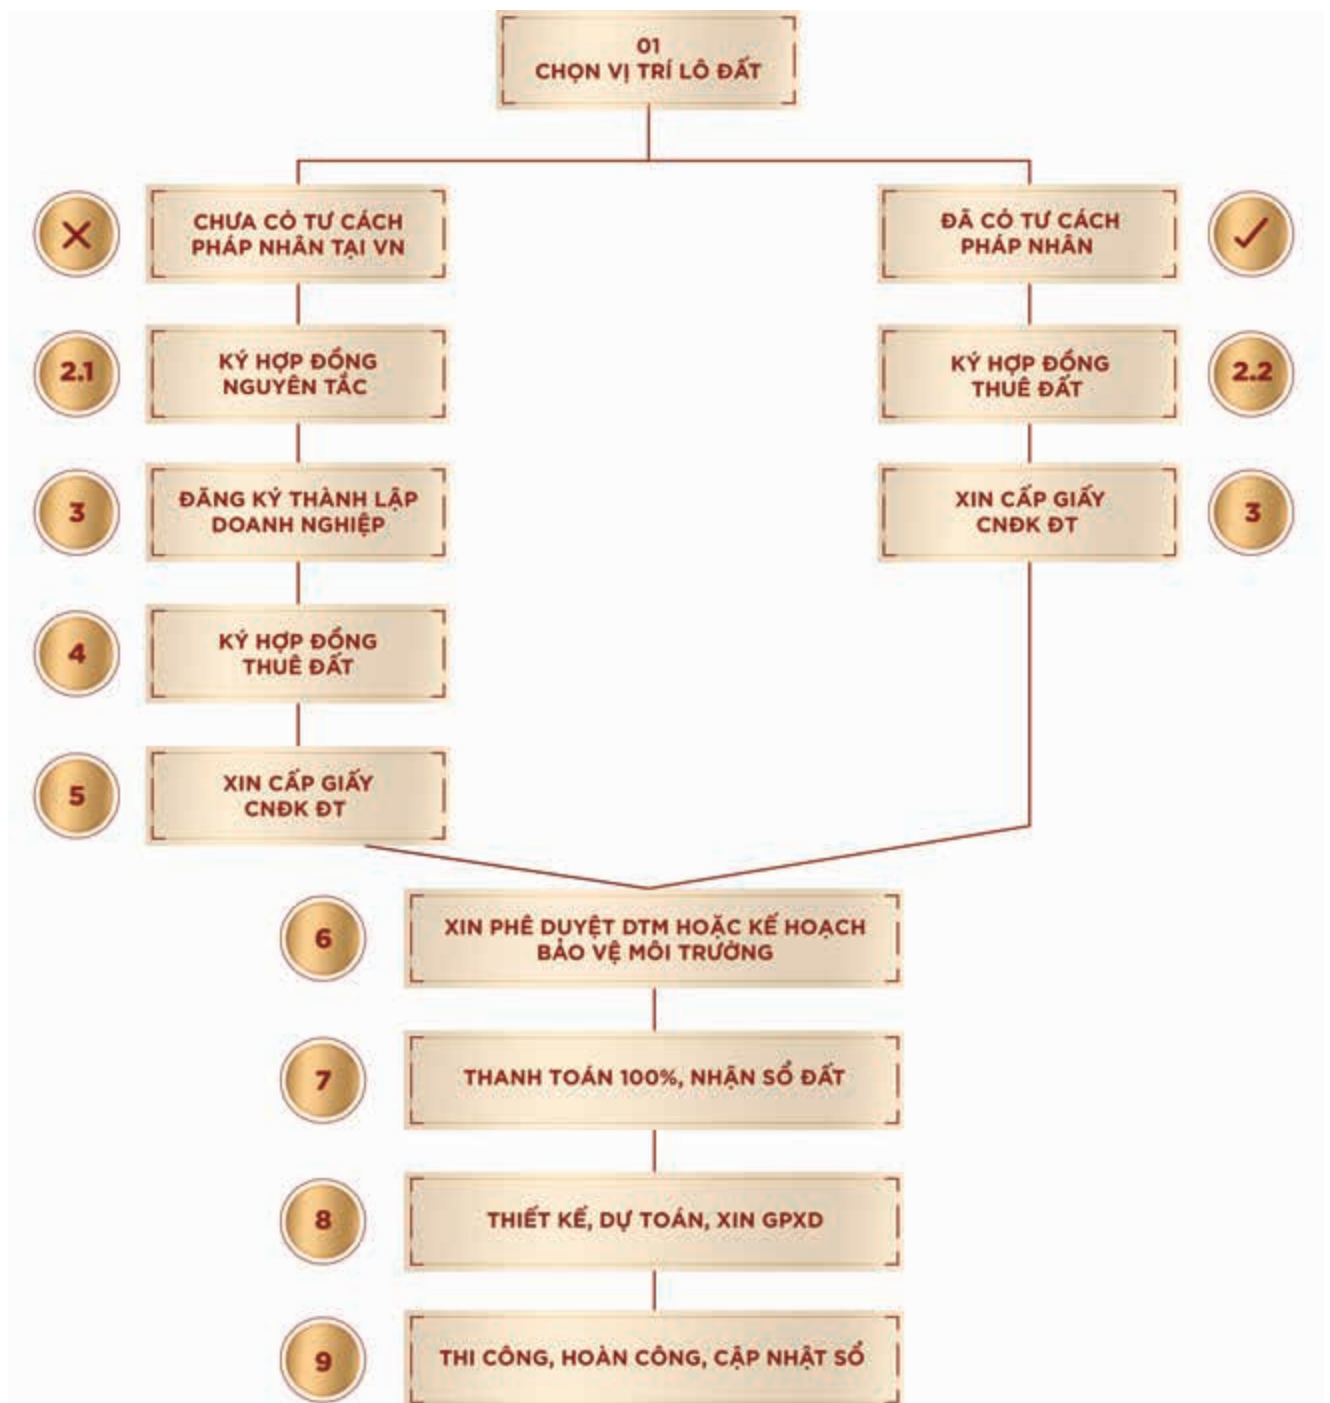 01
CHỌN VỊ TRÍ LÔ ĐẤT
CHƯA CÓ TƯ CÁCH
PHÁP NHÂN TẠI VN
ĐÃ CÓ TƯ CÁCH
PHÁP NHÂN
2.1
KÝ HỢP ĐỒNG
NGUYÊN TẮC
KÝ HỢP ĐỒNG
THUÊ ĐẤT
2.2
3
ĐĂNG KÝ THÀNH LẬP
DOANH NGHIỆP
XIN CẤP GIẤY
CNĐK ĐT
3
4
KÝ HỢP ĐỒNG
THUÊ ĐẤT
5
XIN CẤP GIẤY
CNĐK ĐT
6
XIN PHÊ DUYỆT DTM HOẶC KẾ HOẠCH
BẢO VỆ MÔI TRƯỜNG
7
THANH TOÁN 100%, NHẬN SỔ ĐẤT
8
THIẾT KẾ, DỰ TOÁN, XIN GPXD
9
THI CÔNG, HOÀN CÔNG, CẬP NHẬT SỔ